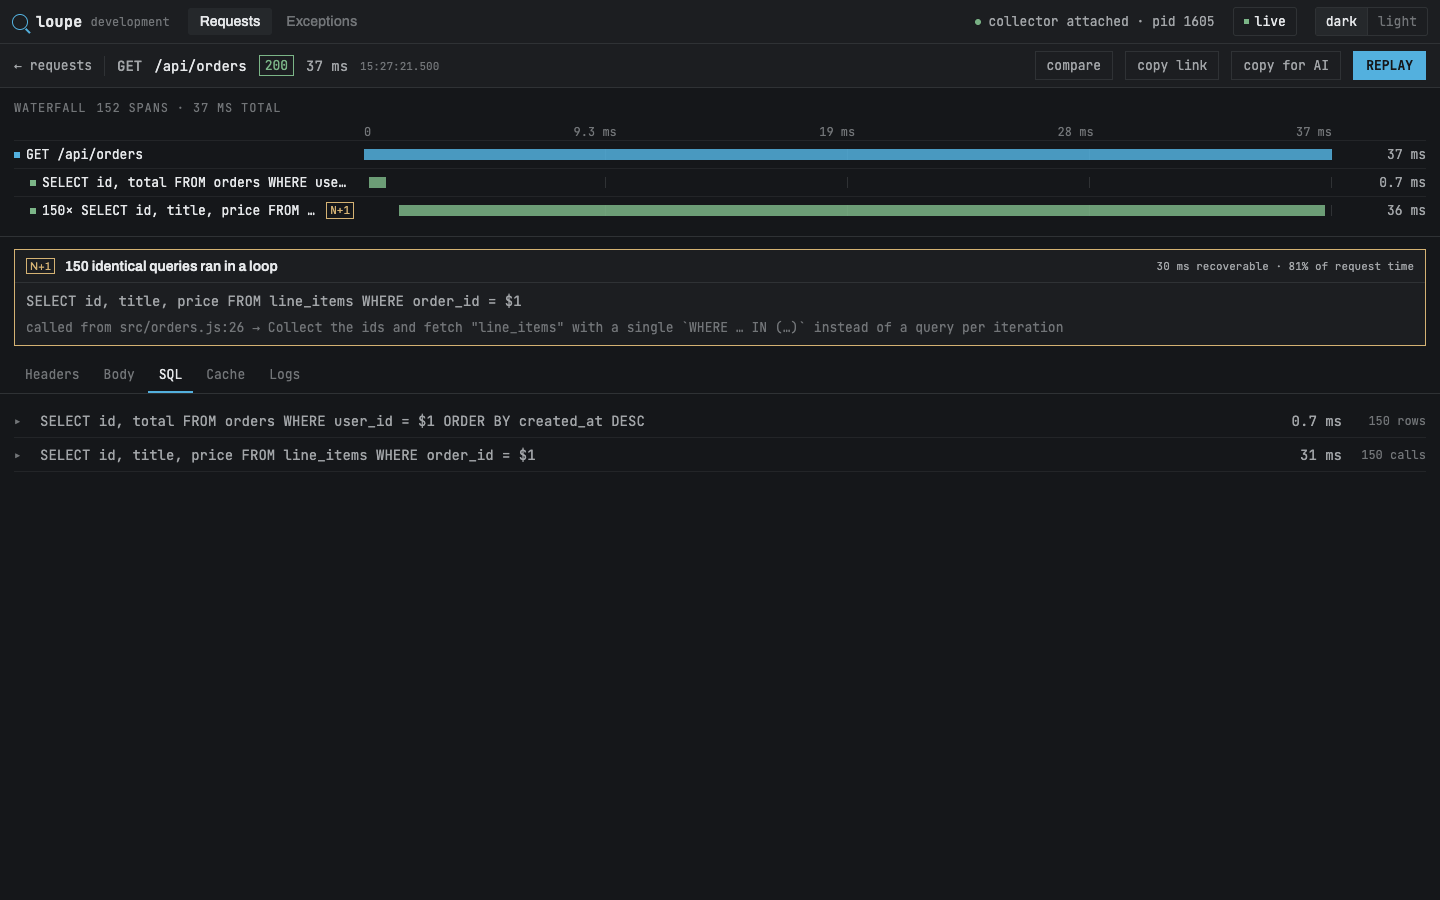 loupe development Requests Exceptions collector attached · pid 1605 live dark light
← requests GET /api/orders 200 37 ms 15:27:21.500 compare copy link copy for AI REPLAY
WATERFALL 152 SPANS · 37 MS TOTAL
0 9.3 ms 19 ms 28 ms 37 ms
GET /api/orders 37 ms
SELECT id, total FROM orders WHERE use… 0.7 ms
150× SELECT id, title, price FROM … N+1 36 ms
N+1 150 identical queries ran in a loop 30 ms recoverable · 81% of request time
SELECT id, title, price FROM line_items WHERE order_id = $1
called from src/orders.js:26 → Collect the ids and fetch "line_items" with a single `WHERE … IN (…)` instead of a query per iteration
Headers Body SQL Cache Logs
▸ SELECT id, total FROM orders WHERE user_id = $1 ORDER BY created_at DESC 0.7 ms 150 rows
▸ SELECT id, title, price FROM line_items WHERE order_id = $1 31 ms 150 calls